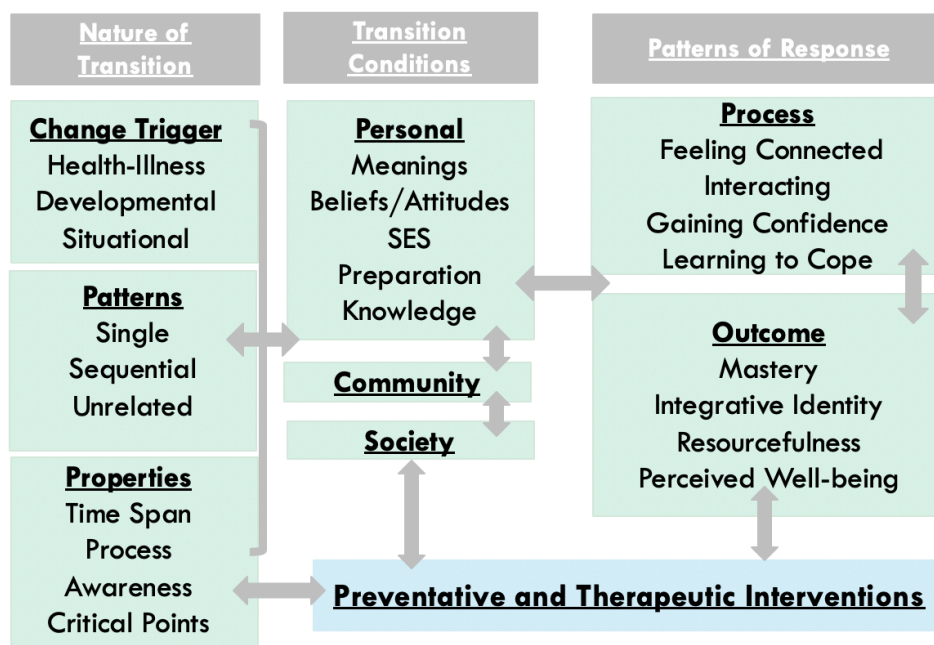 Nature of
Transition
Change Trigger
Health-Illness
Developmental
Situational
Patterns
Single
Sequential
Unrelated
Properties
Time Span
Process
Awareness
Critical Points
Transition
Conditions
Personal
Meanings
Beliefs/Attitudes
SES
Preparation
Knowledge
Community
Society
Patterns of Response
Process
Feeling Connected
Interacting
Gaining Confidence
Learning to Cope
Outcome
Mastery
Integrative Identity
Resourcefulness
Perceived Well-being
Preventative and Therapeutic Interventions